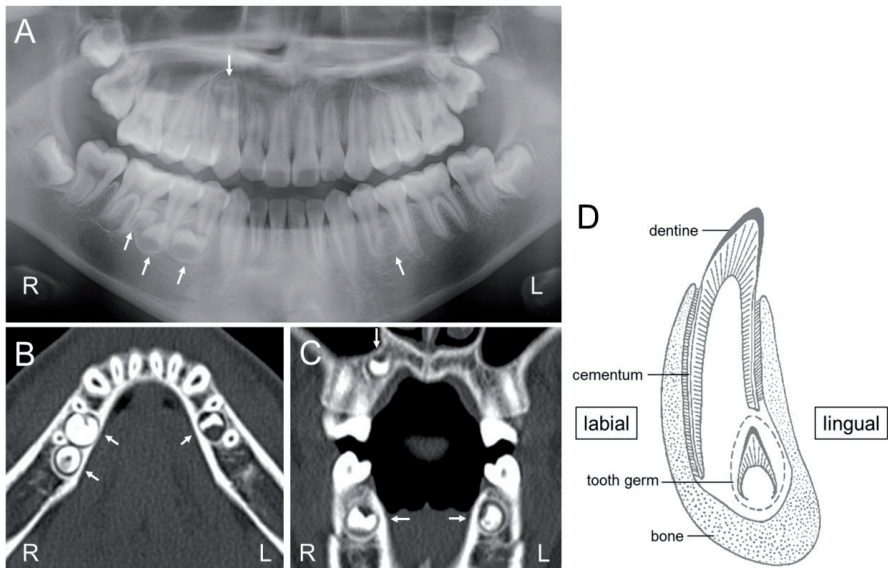 A
R
L
B
R
L
C
R
L
D
dentine
cementum
labial
lingual
tooth germ
bone